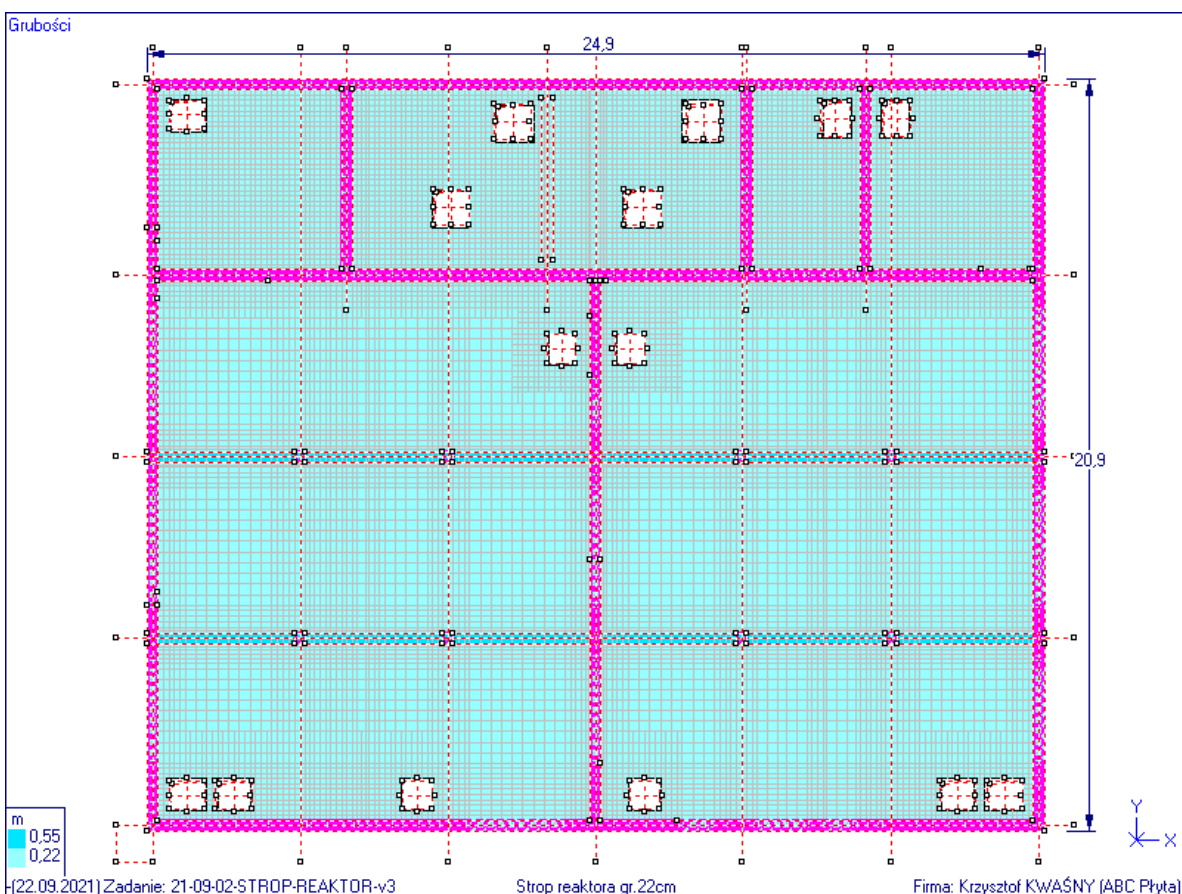 Grubości
24,9
20,9
m
0,55
0,22
Y
X
-(22.09.2021) Zadanie: 21-09-02-STROP-REAKTOR-v3 Strop reaktora gr.22cm Firma: Krzysztof KWAŚNY (ABC Płyta)